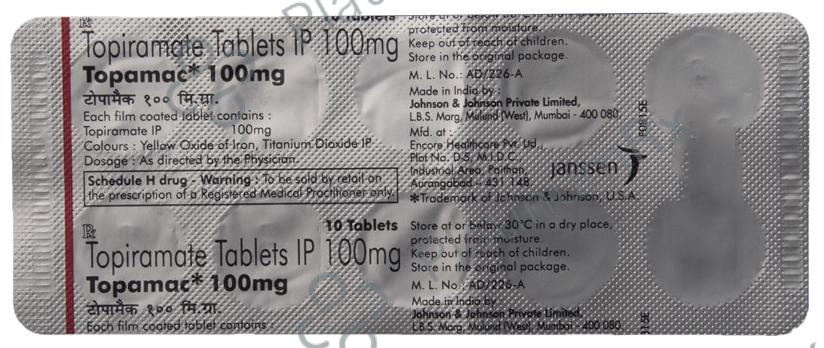 ℞ 10 Tablets
Topiramate Tablets IP 100mg
Topamac* 100mg
टोपामैक १०० मि.ग्रा.
Each film coated tablet contains :
Topiramate IP 100mg
Colours : Yellow Oxide of Iron, Titanium Dioxide IP
Dosage : As directed by the Physician.
Schedule H drug - Warning : To be sold by retail on
the prescription of a Registered Medical Practitioner only.
protected from moisture.
Keep out of reach of children.
Store in the original package.
M. L. No.: AD/226-A
Made in India by :
Johnson & Johnson Private Limited,
L.B.S. Marg, Mulund (West), Mumbai - 400 080.
Mfd. at :
Encore Healthcare Pvt. Ltd.,
Plot No. D-5, M.I.D.C.,
Industrial Area, Paithan,
Aurangabad – 431 148.
janssen
*Trademark of Johnson & Johnson, U.S.A.
℞ 10 Tablets
Topiramate Tablets IP 100mg
Topamac* 100mg
टोपामैक १०० मि.ग्रा.
Each film coated tablet contains :
Store at or below 30°C in a dry place,
protected from moisture.
Keep out of reach of children.
Store in the original package.
M. L. No.: AD/226-A
Made in India by
Johnson & Johnson Private Limited,
L.B.S. Marg, Mulund (West), Mumbai - 400 080.